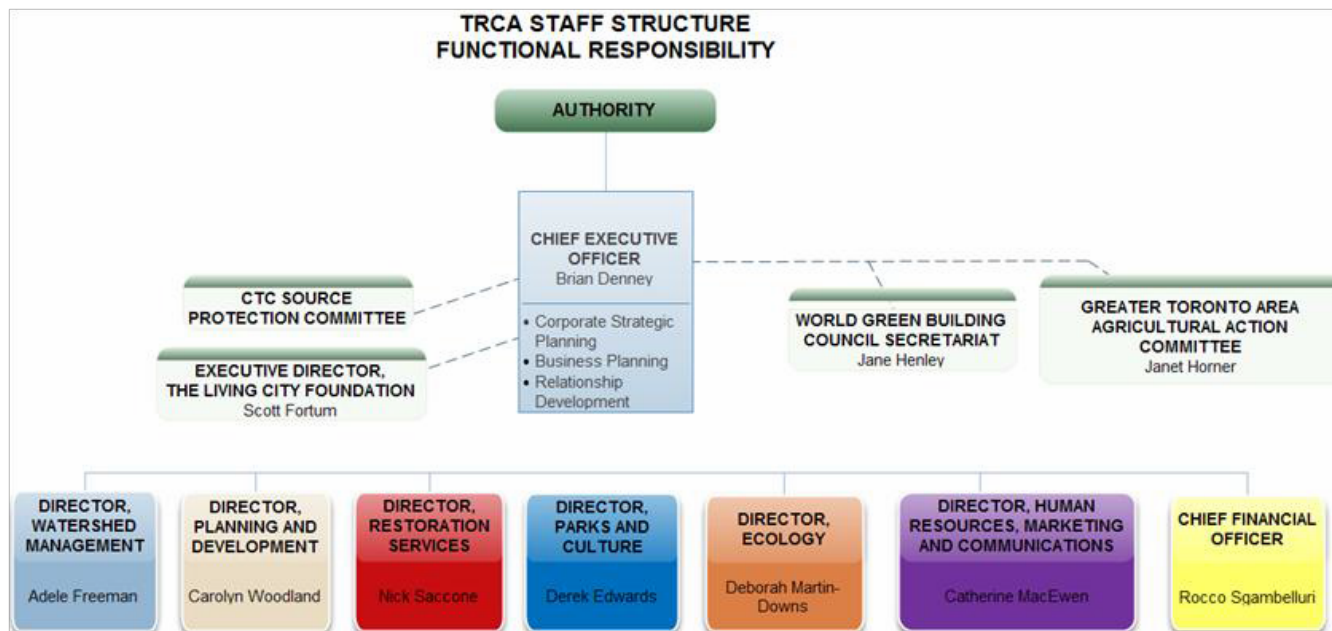 TRCA STAFF STRUCTURE
FUNCTIONAL RESPONSIBILITY
AUTHORITY
CHIEF EXECUTIVE
OFFICER
Brian Denney
• Corporate Strategic
Planning
• Business Planning
• Relationship
Development
CTC SOURCE
PROTECTION COMMITTEE
EXECUTIVE DIRECTOR,
THE LIVING CITY FOUNDATION
Scott Fortum
WORLD GREEN BUILDING
COUNCIL SECRETARIAT
Jane Henley
GREATER TORONTO AREA
AGRICULTURAL ACTION
COMMITTEE
Janet Horner
DIRECTOR,
WATERSHED
MANAGEMENT
Adele Freeman
DIRECTOR,
PLANNING AND
DEVELOPMENT
Carolyn Woodland
DIRECTOR,
RESTORATION
SERVICES
Nick Saccone
DIRECTOR,
PARKS AND
CULTURE
Derek Edwards
DIRECTOR,
ECOLOGY
Deborah Martin-
Downs
DIRECTOR, HUMAN
RESOURCES, MARKETING
AND COMMUNICATIONS
Catherine MacEwen
CHIEF FINANCIAL
OFFICER
Rocco Sgambelluri